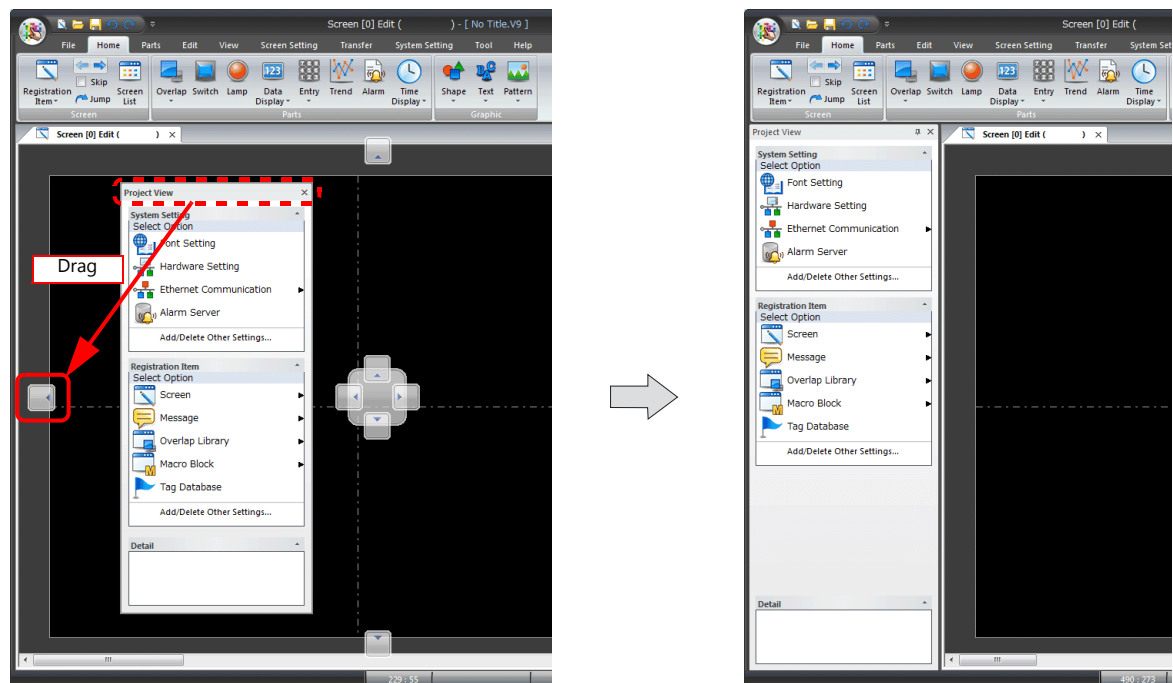 Screen [0] Edit ( ) - [ No Title.V9 ]
File Home Parts Edit View Screen Setting Transfer System Setting Tool Help
Registration Item
Skip
Jump
Screen List
Overlap Switch Lamp Data Display Entry Trend Alarm Time Display
Shape Text Pattern
Screen Parts Graphic
Screen [0] Edit ( ) ×
Project View ×
System Setting
Select Option
Font Setting
Hardware Setting
Ethernet Communication
Alarm Server
Add/Delete Other Settings...
Registration Item
Select Option
Screen
Message
Overlap Library
Macro Block
Tag Database
Add/Delete Other Settings...
Detail
Drag
229 : 55
Screen [0] Edit (
File Home Parts Edit View Screen Setting Transfer System Set
Registration Item
Skip
Jump
Screen List
Overlap Switch Lamp Data Display Entry Trend Alarm Time Display
Screen Parts
Project View ×
Screen [0] Edit ( ) ×
System Setting
Select Option
Font Setting
Hardware Setting
Ethernet Communication
Alarm Server
Add/Delete Other Settings...
Registration Item
Select Option
Screen
Message
Overlap Library
Macro Block
Tag Database
Add/Delete Other Settings...
Detail
490 : 273